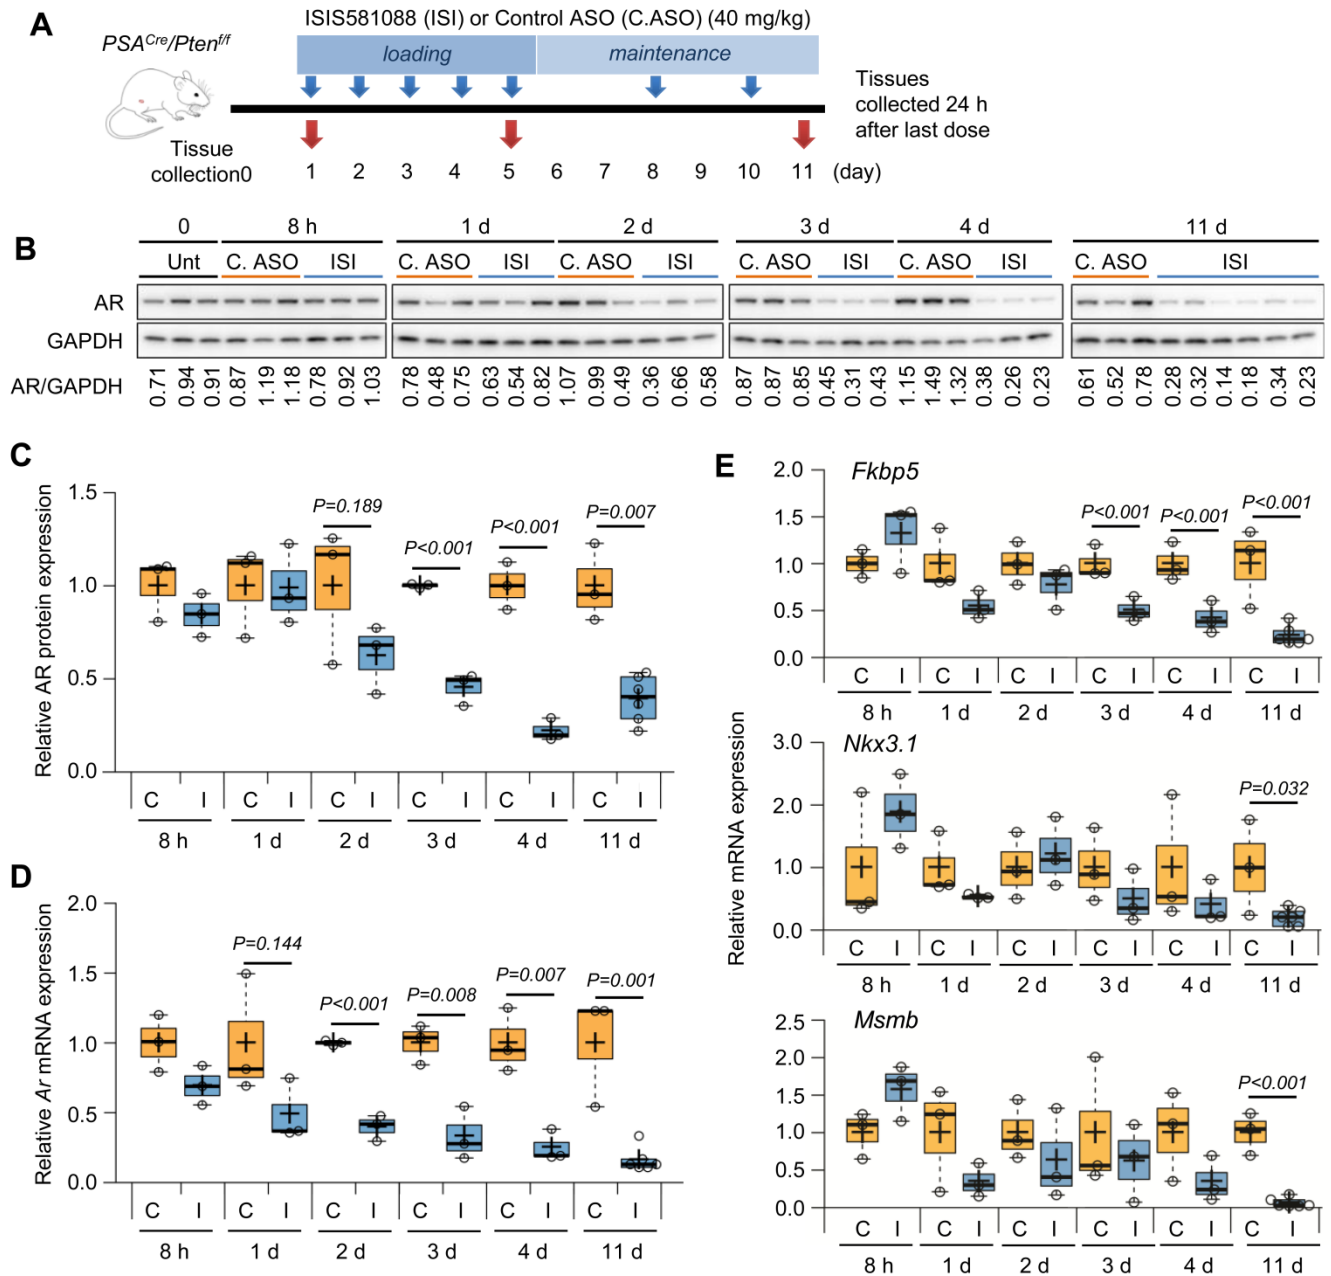 A
ISIS581088 (ISI) or Control ASO (C.ASO) (40 mg/kg)
PSACre/Ptenf/f
loading
maintenance
Tissues
collected 24 h
after last dose
Tissue
collection0 1 2 3 4 5 6 7 8 9 10 11 (day)
B
0 8 h 1 d 2 d 3 d 4 d 11 d
Unt C. ASO ISI C. ASO ISI C. ASO ISI C. ASO ISI C. ASO ISI C. ASO ISI
AR
GAPDH
AR/GAPDH 0.71 0.94 0.91 0.87 1.19 1.18 0.78 0.92 1.03 0.78 0.48 0.75 0.63 0.54 0.82 1.07 0.99 0.49 0.36 0.66 0.58 0.87 0.87 0.85 0.45 0.31 0.43 1.15 1.49 1.32 0.38 0.26 0.23 0.61 0.52 0.78 0.28 0.32 0.14 0.18 0.34 0.23
C
Relative AR protein expression
1.5
1.0
0.5
0.0
P=0.189
P<0.001
P<0.001
P=0.007
C I C I C I C I C I C I
8 h 1 d 2 d 3 d 4 d 11 d
D
Relative Ar mRNA expression
2.0
1.5
1.0
0.5
0.0
P=0.144
P<0.001
P=0.008
P=0.007
P=0.001
C I C I C I C I C I C I
8 h 1 d 2 d 3 d 4 d 11 d
E
Relative mRNA expression
Fkbp5
2.0
1.5
1.0
0.5
0.0
P<0.001
P<0.001
P<0.001
C I C I C I C I C I C I
8 h 1 d 2 d 3 d 4 d 11 d
Nkx3.1
3.0
2.0
1.0
0.0
P=0.032
C I C I C I C I C I C I
8 h 1 d 2 d 3 d 4 d 11 d
Msmb
2.5
2.0
1.5
1.0
0.5
0.0
P<0.001
C I C I C I C I C I C I
8 h 1 d 2 d 3 d 4 d 11 d